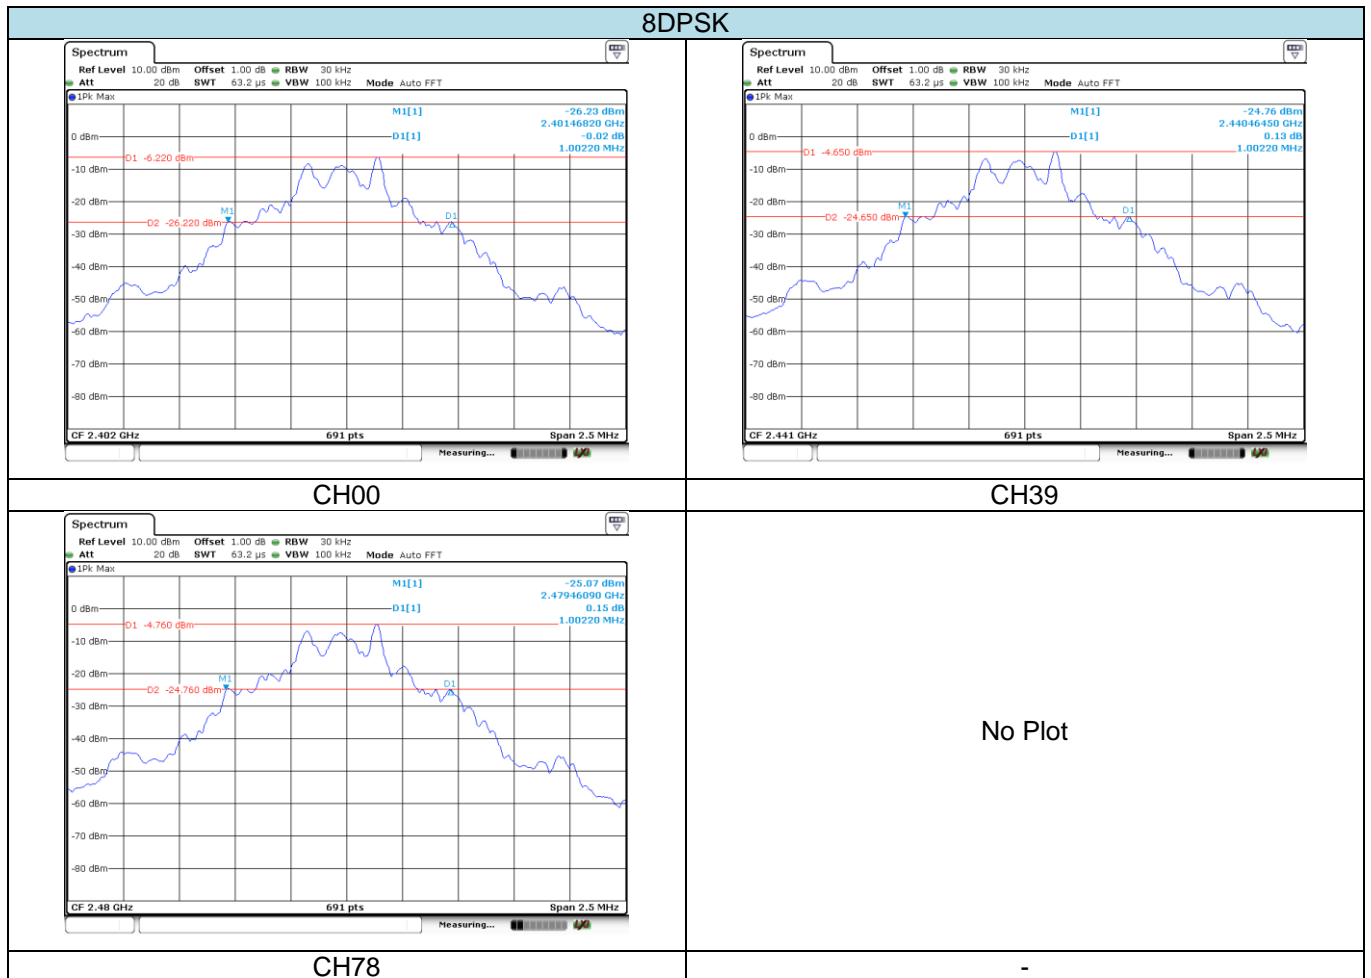 8DPSK
Spectrum
Ref Level 10.00 dBm Offset 1.00 dB RBW 30 kHz
Att 20 dB SWT 63.2 µs VBW 100 kHz Mode Auto FFT
1Pk Max
M1[1] -26.23 dBm
2.40146820 GHz
0 dBm D1[1] -0.02 dB
1.00220 MHz
D1 -6.220 dBm
-10 dBm
-20 dBm
M1
D1
D2 -26.220 dBm
-30 dBm
-40 dBm
-50 dBm
-60 dBm
-70 dBm
-80 dBm
CF 2.402 GHz 691 pts Span 2.5 MHz
Measuring...
CH00
Spectrum
Ref Level 10.00 dBm Offset 1.00 dB RBW 30 kHz
Att 20 dB SWT 63.2 µs VBW 100 kHz Mode Auto FFT
1Pk Max
M1[1] -24.76 dBm
2.44046450 GHz
0 dBm D1[1] 0.13 dB
1.00220 MHz
D1 -4.650 dBm
-10 dBm
-20 dBm
M1
D1
D2 -24.650 dBm
-30 dBm
-40 dBm
-50 dBm
-60 dBm
-70 dBm
-80 dBm
CF 2.441 GHz 691 pts Span 2.5 MHz
Measuring...
CH39
Spectrum
Ref Level 10.00 dBm Offset 1.00 dB RBW 30 kHz
Att 20 dB SWT 63.2 µs VBW 100 kHz Mode Auto FFT
1Pk Max
M1[1] -25.07 dBm
2.47946090 GHz
0 dBm D1[1] 0.15 dB
1.00220 MHz
D1 -4.760 dBm
-10 dBm
-20 dBm
M1
D1
D2 -24.760 dBm
-30 dBm
-40 dBm
-50 dBm
-60 dBm
-70 dBm
-80 dBm
CF 2.48 GHz 691 pts Span 2.5 MHz
Measuring...
CH78
No Plot
-